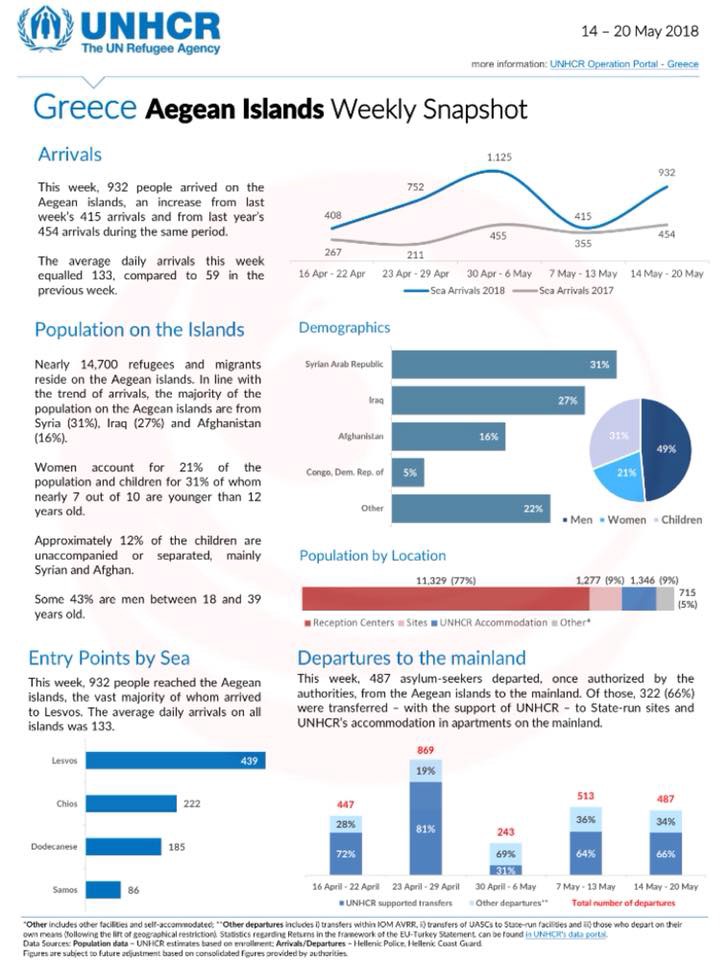 UNHCR
The UN Refugee Agency
14 – 20 May 2018
more information: UNHCR Operation Portal - Greece
Greece Aegean Islands Weekly Snapshot
Arrivals
This week, 932 people arrived on the
Aegean islands, an increase from last
week's 415 arrivals and from last year's
454 arrivals during the same period.
The average daily arrivals this week
equalled 133, compared to 59 in the
previous week.
408
752
1.125
415
932
267
211
455
355
454
16 Apr - 22 Apr
23 Apr - 29 Apr
30 Apr - 6 May
7 May - 13 May
14 May - 20 May
Sea Arrivals 2018
Sea Arrivals 2017
Population on the Islands
Nearly 14,700 refugees and migrants
reside on the Aegean islands. In line with
the trend of arrivals, the majority of the
population on the Aegean islands are from
Syria (31%), Iraq (27%) and Afghanistan
(16%).
Women account for 21% of the
population and children for 31% of whom
nearly 7 out of 10 are younger than 12
years old.
Approximately 12% of the children are
unaccompanied or separated, mainly
Syrian and Afghan.
Some 43% are men between 18 and 39
years old.
Demographics
Syrian Arab Republic 31%
Iraq 27%
Afghanistan 16%
Congo, Dem. Rep. of 5%
Other 22%
31%
49%
21%
Men Women Children
Population by Location
11,329 (77%)
1,277 (9%)
1,346 (9%)
715
(5%)
Reception Centers Sites UNHCR Accommodation Other*
Entry Points by Sea
This week, 932 people reached the Aegean
islands, the vast majority of whom arrived
to Lesvos. The average daily arrivals on all
islands was 133.
Lesvos 439
Chios 222
Dodecanese 185
Samos 86
Departures to the mainland
This week, 487 asylum-seekers departed, once authorized by the
authorities, from the Aegean islands to the mainland. Of those, 322 (66%)
were transferred – with the support of UNHCR – to State-run sites and
UNHCR's accommodation in apartments on the mainland.
447
28%
72%
869
19%
81%
243
69%
31%
513
36%
64%
487
34%
66%
16 April - 22 April
23 April - 29 April
30 April - 6 May
7 May - 13 May
14 May - 20 May
UNHCR supported transfers
Other departures**
Total number of departures
*Other includes other facilities and self-accommodated; **Other departures includes i) transfers within IOM AVRR, ii) transfers of UASCs to State-run facilities and iii) those who depart on
their own means (following the lift of geographical restriction). Statistics regarding Returns in the framework of the EU-Turkey Statement, can be found in UNHCR's data portal.
Data Sources: Population data – UNHCR estimates based on enrollment; Arrivals/Departures – Hellenic Police, Hellenic Coast Guard.
Figures are subject to future adjustment based on consolidated figures provided by authorities.